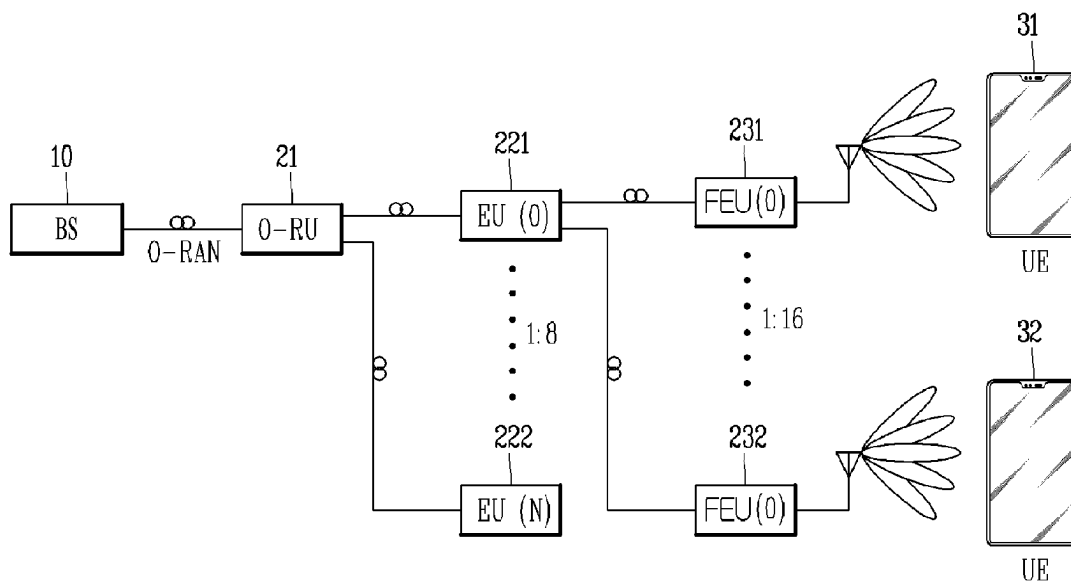 31
10
21
221
231
BS
O-RAN
O-RU
EU (0)
FEU(0)
UE
1:8
1:16
32
222
232
EU (N)
FEU(0)
UE